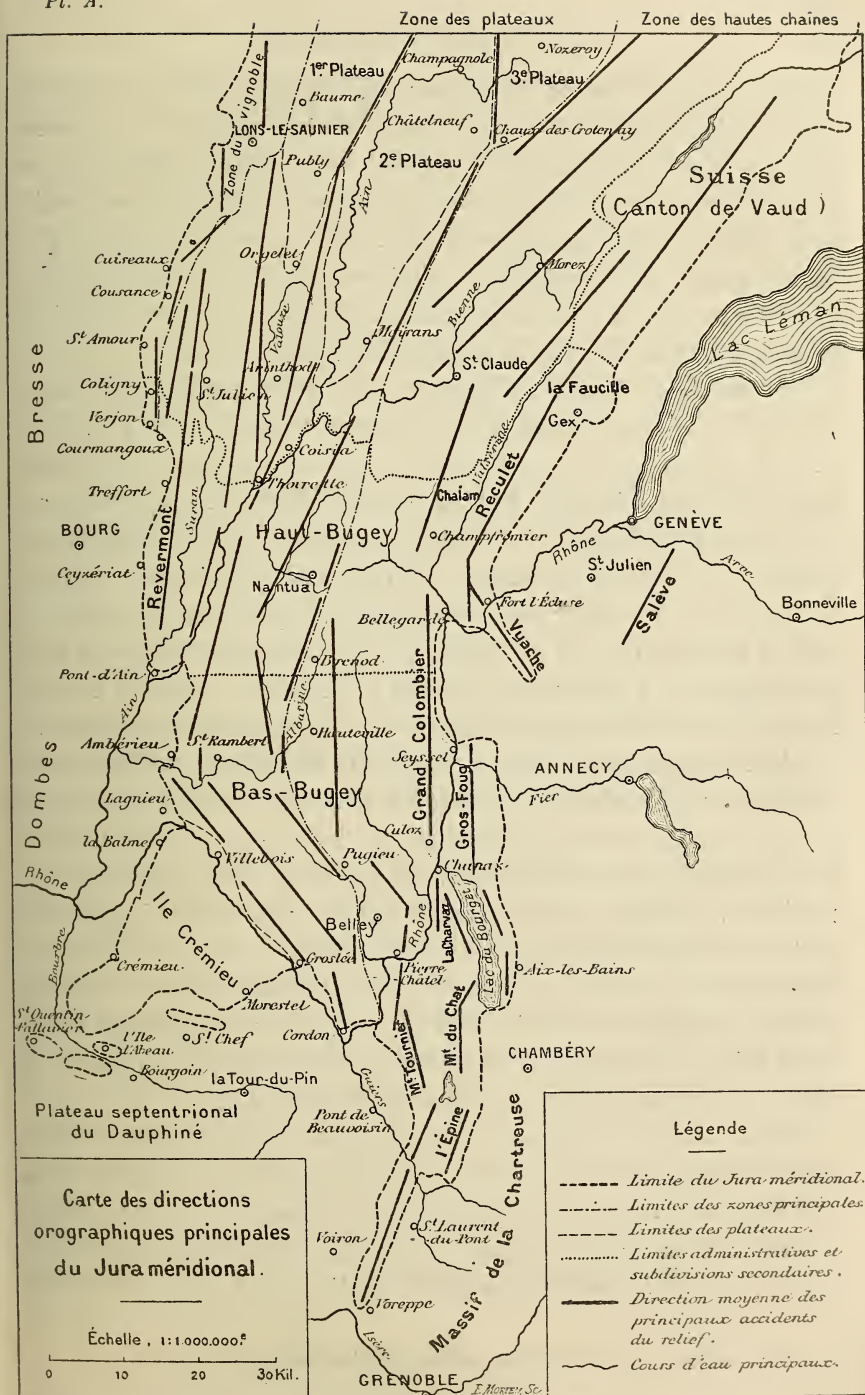 Pl. A.
Zone des plateaux
Zone des hautes chaînes
Champagnole
Nozeroy
1er Plateau
3e Plateau
Baume
Zone du vignoble
LONS-LE-SAUNIER
Châtelneuf
Chaux-des-Crotenay
2e Plateau
Publy
Ain
Suisse
(Canton de Vaud)
Orgelet
Cuiseaux
Cousance
Morez
Bienne
Valouze
Lac Léman
St Amour
Moirans
Bresse
Arinthod
St Claude
Coligny
St Julien
la Faucille
Gex
Verjon
Courmangoux
Coisia
Valserine
Reculet
Treffort
Thoirette
Chalam
Suran
Haut-Bugey
Champfromier
GENÈVE
BOURG
Revermont
Rhône
Ceyzériat
Nantua
St Julien
Arve
Fort l'Écluse
Salève
Bonneville
Bellegarde
Vuache
Pont-d'Ain
Brenod
Ain
Albarine
Grand Colombier
Ambérieu
St Rambert
Hauteville
Seyssel
ANNECY
Dombes
Bas-Bugey
Gros-Foug
Fier
Lagnieu
Culoz
la Balme
Villebois
Pugieu
Chanaz
Rhône
Ile Crémieu
Belley
Rhône
La Charvaz
Lac du Bourget
Bourbre
Crémieu
Groslée
Pierre-Châtel
Aix-les-Bains
Morestel
St Quentin
Fallavier
l'Ile
d'Abeau
St Chef
Cordon
Mt Tournier
Mt. du Chat
CHAMBÉRY
Bourgoin
la Tour-du-Pin
Guiers
Plateau septentrional
du Dauphiné
Pont de
Beauvoisin
l'Épine
Massif de la Chartreuse
Voiron
St Laurent
du-Pont
Voreppe
Isère
GRENOBLE
E. Morieu, Sc.
Carte des directions
orographiques principales
du Jura méridional.
Échelle, 1:1.000.000.e
0 10 20 30 Kil.
Légende
Limite du Jura méridional.
Limites des zones principales.
Limites des plateaux.
Limites administratives et
subdivisions secondaires.
Direction moyenne des
principaux accidents
du relief.
Cours d'eau principaux.